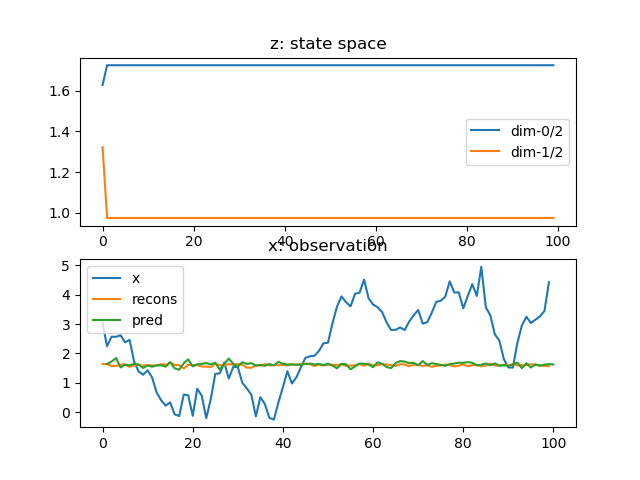 z: state space
1.6
1.4
1.2
1.0
dim-0/2
dim-1/2
0 20 40 60 80 100
x: observation
5
4
3
2
1
0
x
recons
pred
0 20 40 60 80 100